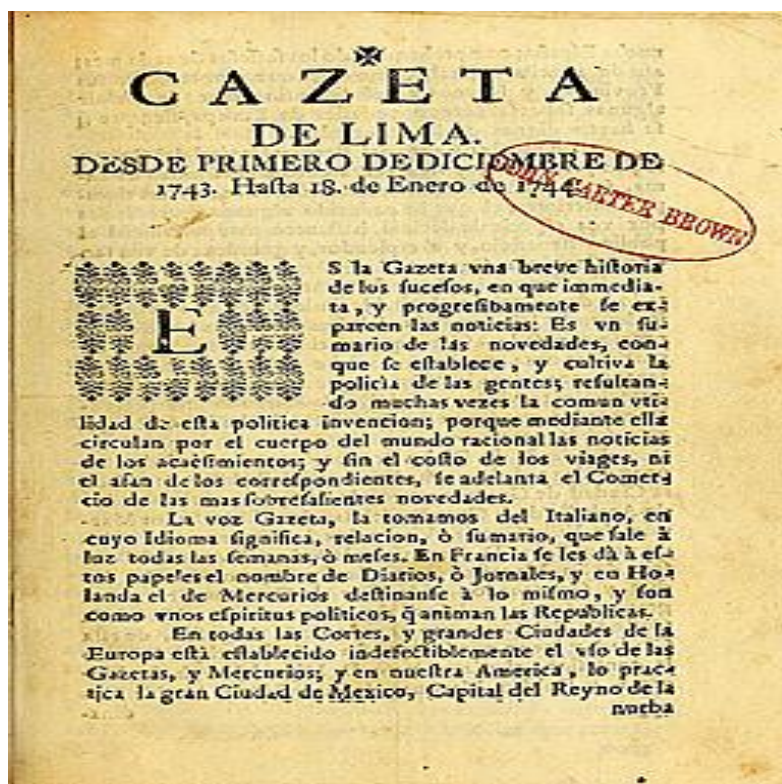 CAZETA
DE LIMA.
DESDE PRIMERO DE DICIEMBRE DE
1743. Hasta 18. de Enero de 1744.
JOHN CARTER BROWN
ES la Gazeta vna breve historia
de los sucesos, en que immedia-
ta, y progresibamente se ex-
parcen las noticias: Es vn su-
mario de las novedades, con-
que se establece, y cultiva la
policia de las gentes; resultan-
do muchas vezes la comun vti-
lidad de esta politica invencion; porque mediante ella
circulan por el cuerpo del mundo racional las noticias
de los acaèsimientos; y sin el costo de los viages, ni
el afan de los correspondientes, se adelanta el Comer-
cio de las mas sobresasientes novedades.
La voz Gazeta, la tomamos del Italiano, en
cuyo Idioma significa, relacion, ò sumario, que sale à
luz todas las semanas, ò meses. En Francia se les dà à es-
tos papeles el nombre de Diarios, ò Jornales, y en Ho-
landa el de Mercurios destinanse à lo mismo, y son
como vnos espiritus politicos, q̃ animan las Republicas.
En todas las Cortes, y grandes Ciudades de la
Europa està establecido indefectiblemente el vso de las
Gazetas, y Mercurios; y en nuestra America, lo prac-
tica la gran Ciudad de Mexico, Capital del Reyno de la
nueba